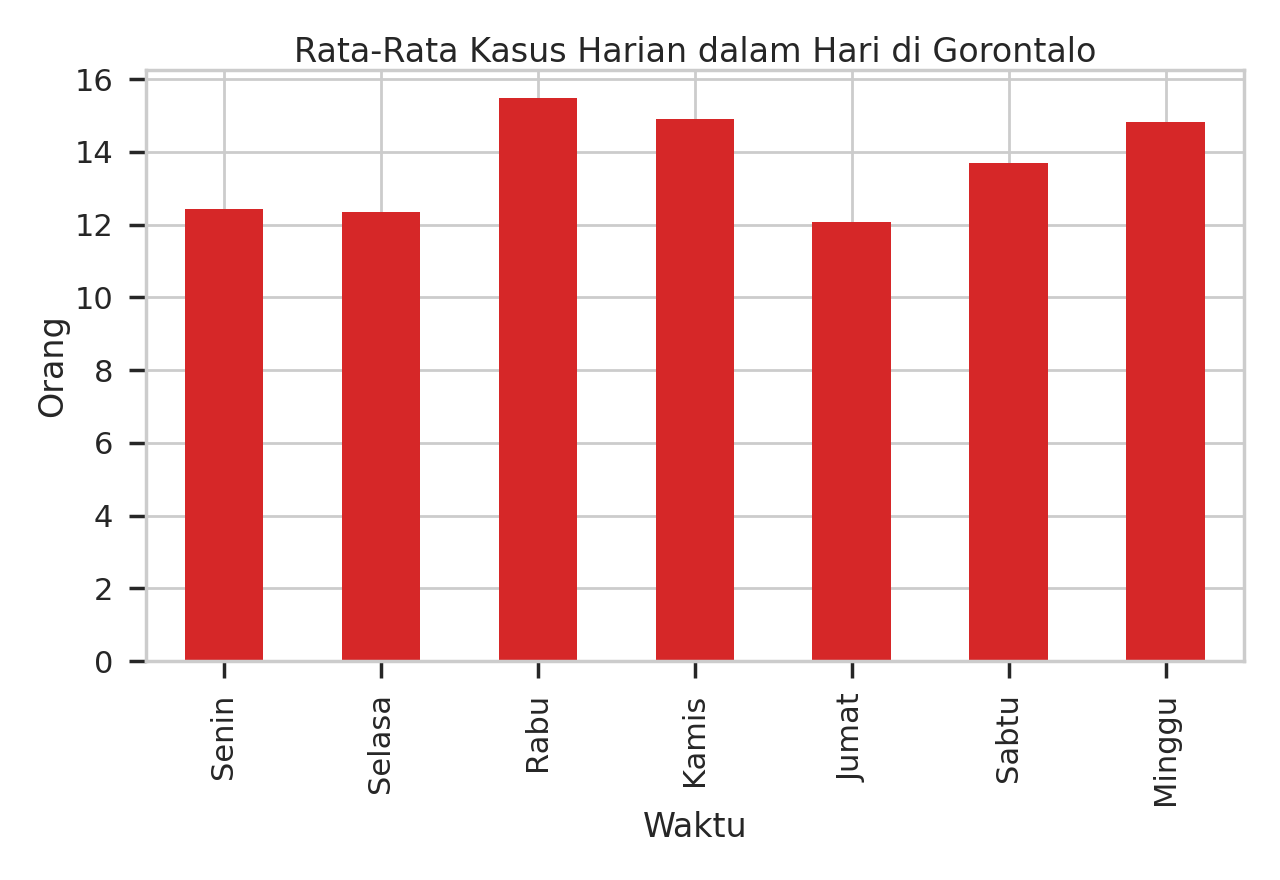 Rata-Rata Kasus Harian dalam Hari di Gorontalo
16
14
12
10
8
6
4
2
0
Orang
Senin
Selasa
Rabu
Kamis
Jumat
Sabtu
Minggu
Waktu